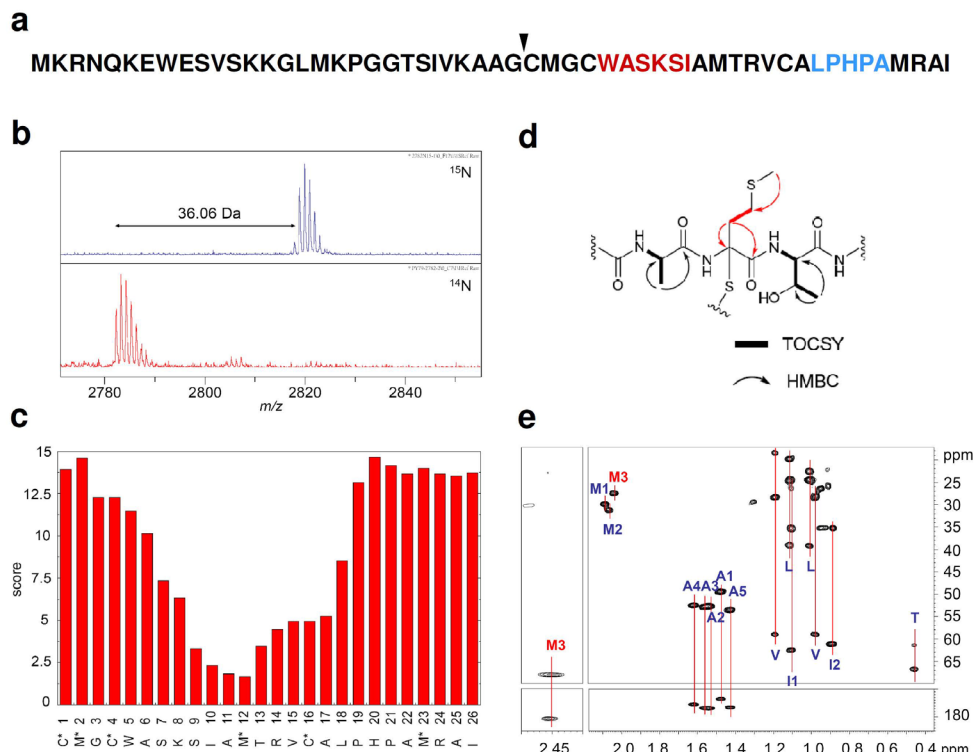 a
MKRNQKEWESVSKKGLMKPGGTSIVKAAGCMGCWASKSIAMTRVCALPHPAMRAI
b
15N
36.06 Da
14N
2780 2800 2820 2840
m/z
c
score
15
12.5
10
7.5
5
2.5
0
1 2 3 4 5 6 7 8 9 10 11 12 13 14 15 16 17 18 19 20 21 22 23 24 25 26
C* M* G C* W A S K S I A M* T R V C* A L P H P A M* R A I
d
S
O
H
N
N
H
O
S
O
H
N
HO
O
N
H
TOCSY
HMBC
e
ppm
25
30
35
40
45
50
55
60
65
180
M3
M1
M2
A4 A3 A1 A5
A2
L
L
V
I1
V
I2
T
M3
2.45 2.0 1.8 1.6 1.4 1.2 1.0 0.8 0.6 0.4 ppm